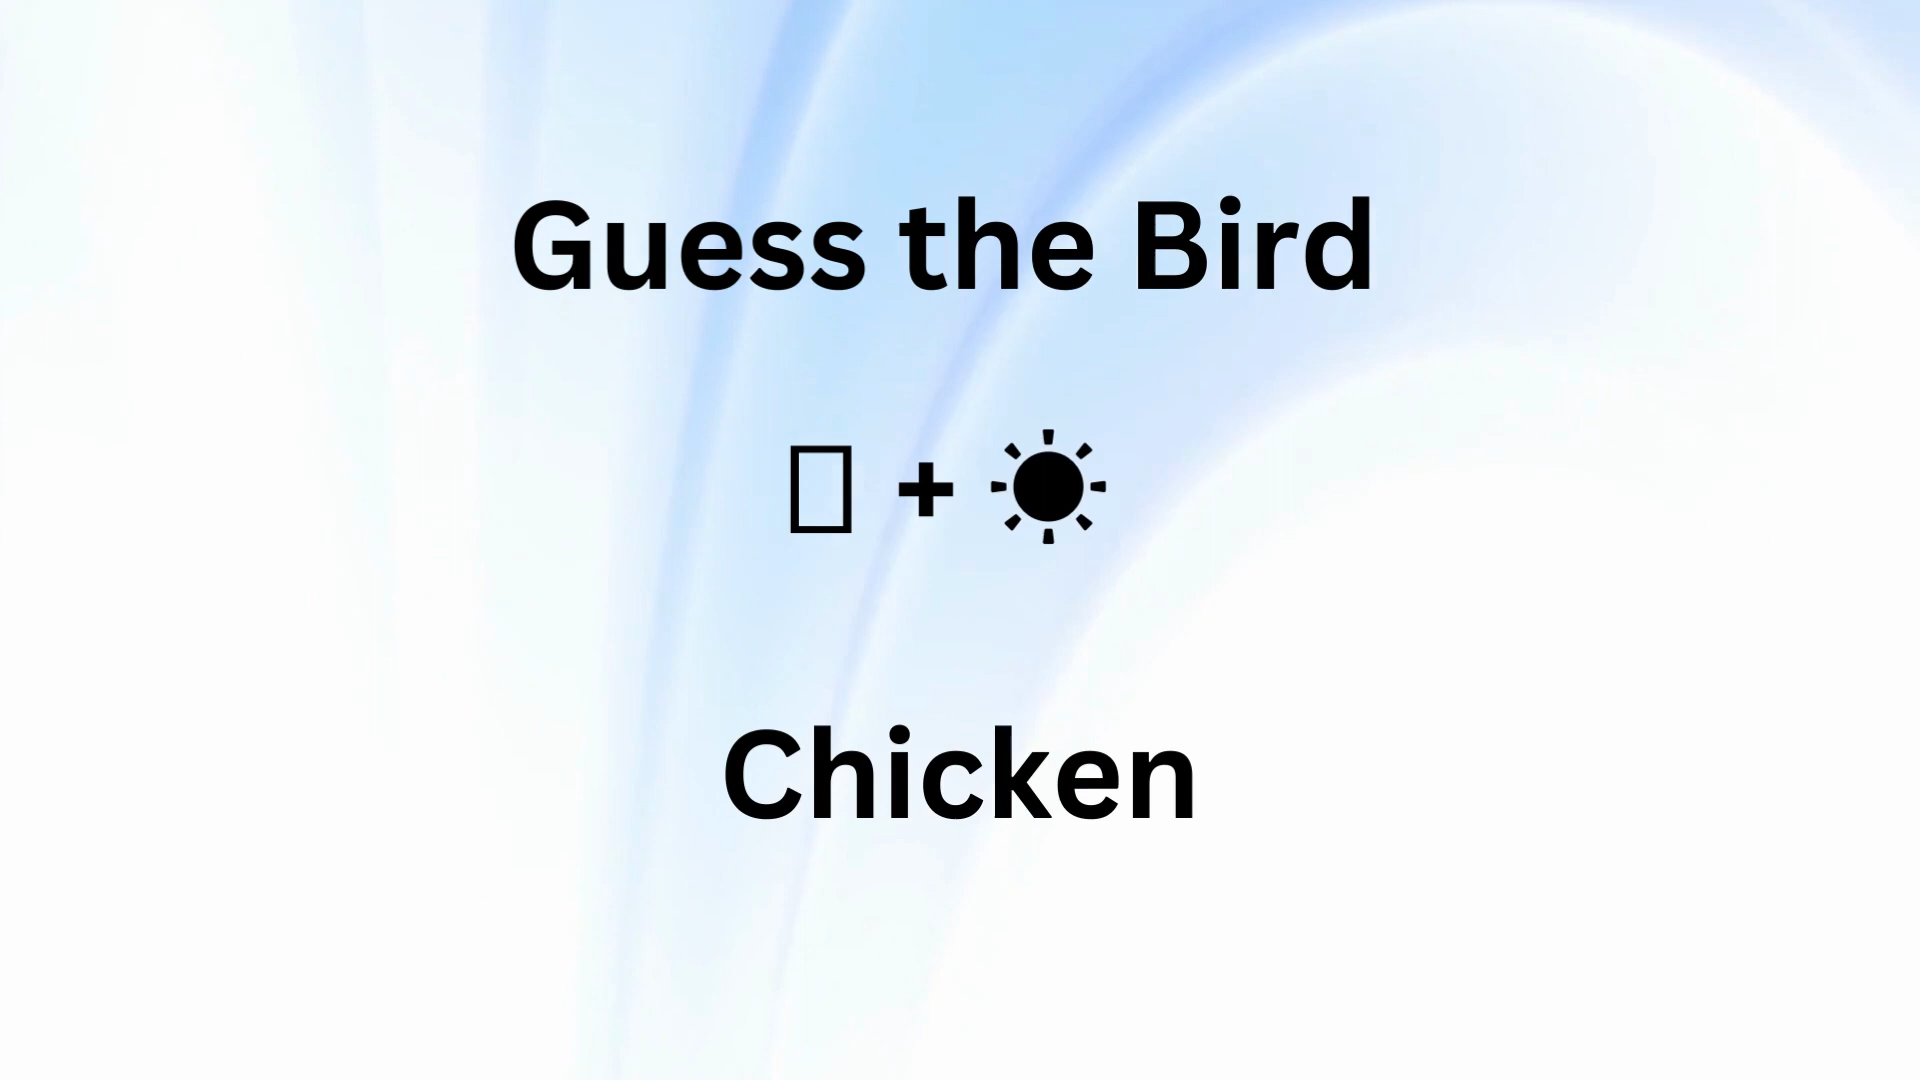 Guess the Bird
▯ + ☀
Chicken